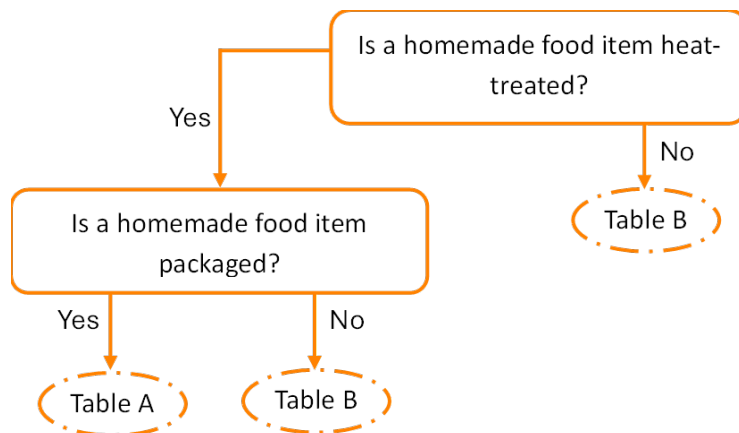 Is a homemade food item heat-
treated?
Yes
No
Table B
Is a homemade food item
packaged?
Yes
No
Table A
Table B